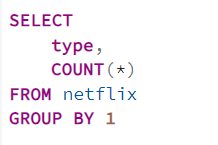 SELECT
    type,
    COUNT(*)
FROM netflix
GROUP BY 1